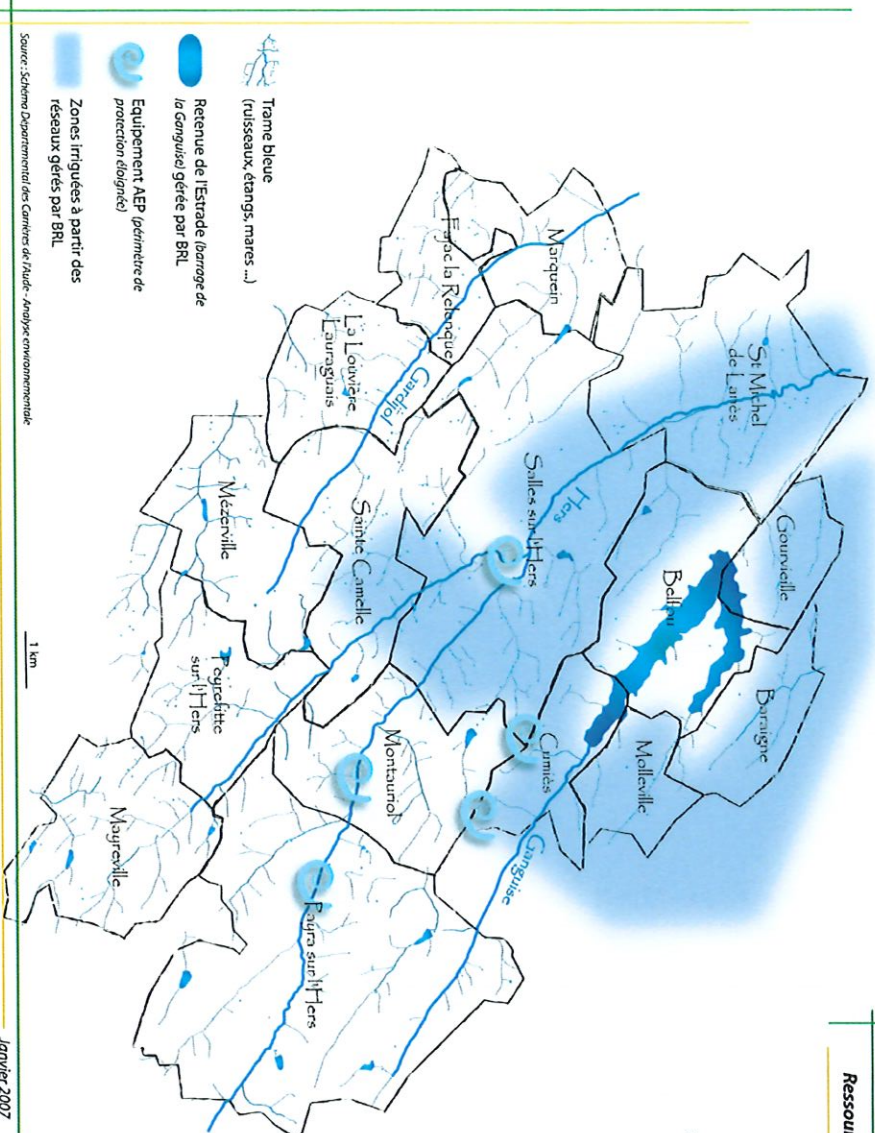 Marquein
Fajac la Relenque
La Louvière
Lauraguais
Gardijol
St Michel
de Lanès
Salles sur l'Hers
Hers
Gourvieille
Belflou
Baraigne
Molleville
Cumiès
Ganguise
Sainte Camelle
Mézerville
Peyrefitte
sur l'Hers
Montauriol
Mayreville
Payra sur l'Hers
Trame bleue
(ruisseaux, étangs, mares ...)
Retenue de l'Estrade (barrage de
la Ganguise) gérée par BRL
Equipement AEP (périmètre de
protection éloignée)
Zones irriguées à partir des
réseaux gérés par BRL
1 km
Source : Schéma Départemental des Carrières de l'Aude - Analyse environnementale
Janvier 2007